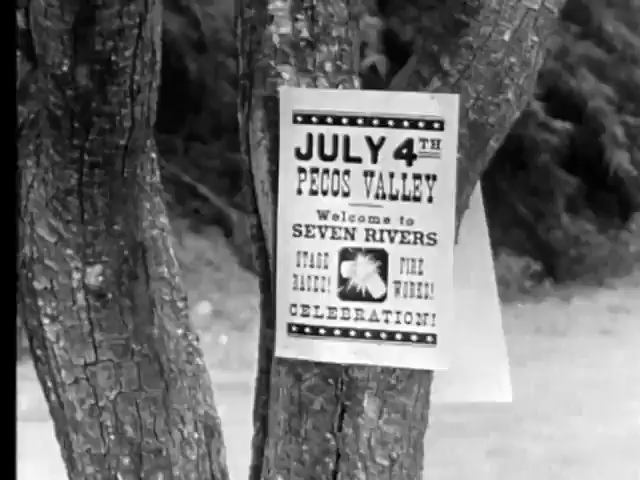 JULY 4TH
PECOS VALLEY
Welcome to
SEVEN RIVERS
STAGE RACES!
FIRE WORKS!
CELEBRATION!